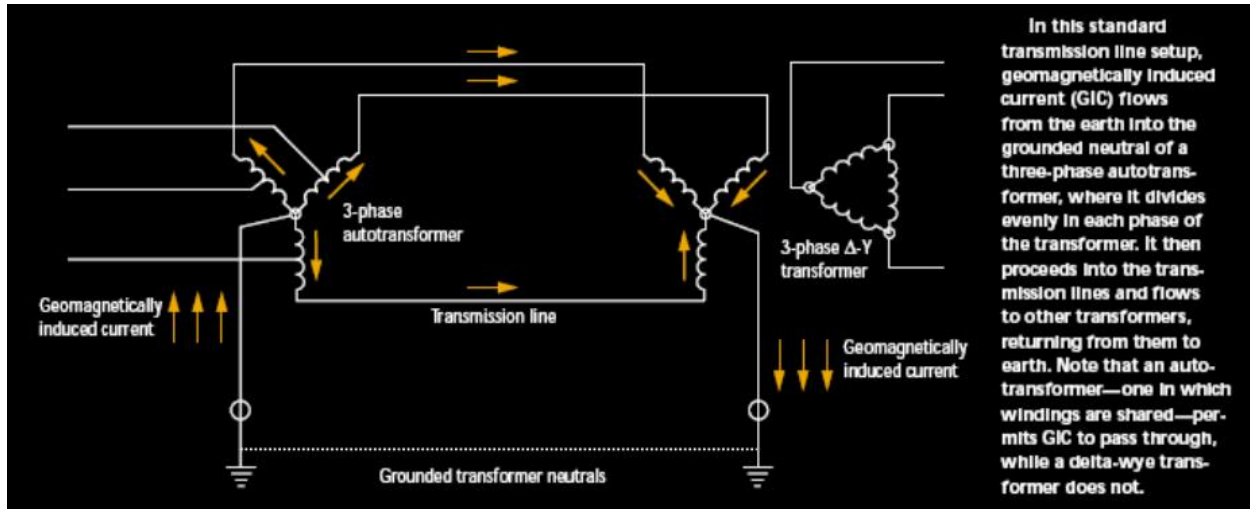 3-phase
autotransformer
Geomagnetically
induced current
Transmission line
3-phase Δ-Y
transformer
Geomagnetically
induced current
Grounded transformer neutrals
In this standard
transmission line setup,
geomagnetically induced
current (GIC) flows
from the earth into the
grounded neutral of a
three-phase autotrans-
former, where it divides
evenly in each phase of
the transformer. It then
proceeds into the trans-
mission lines and flows
to other transformers,
returning from them to
earth. Note that an auto-
transformer—one in which
windings are shared—per-
mits GIC to pass through,
while a delta-wye trans-
former does not.